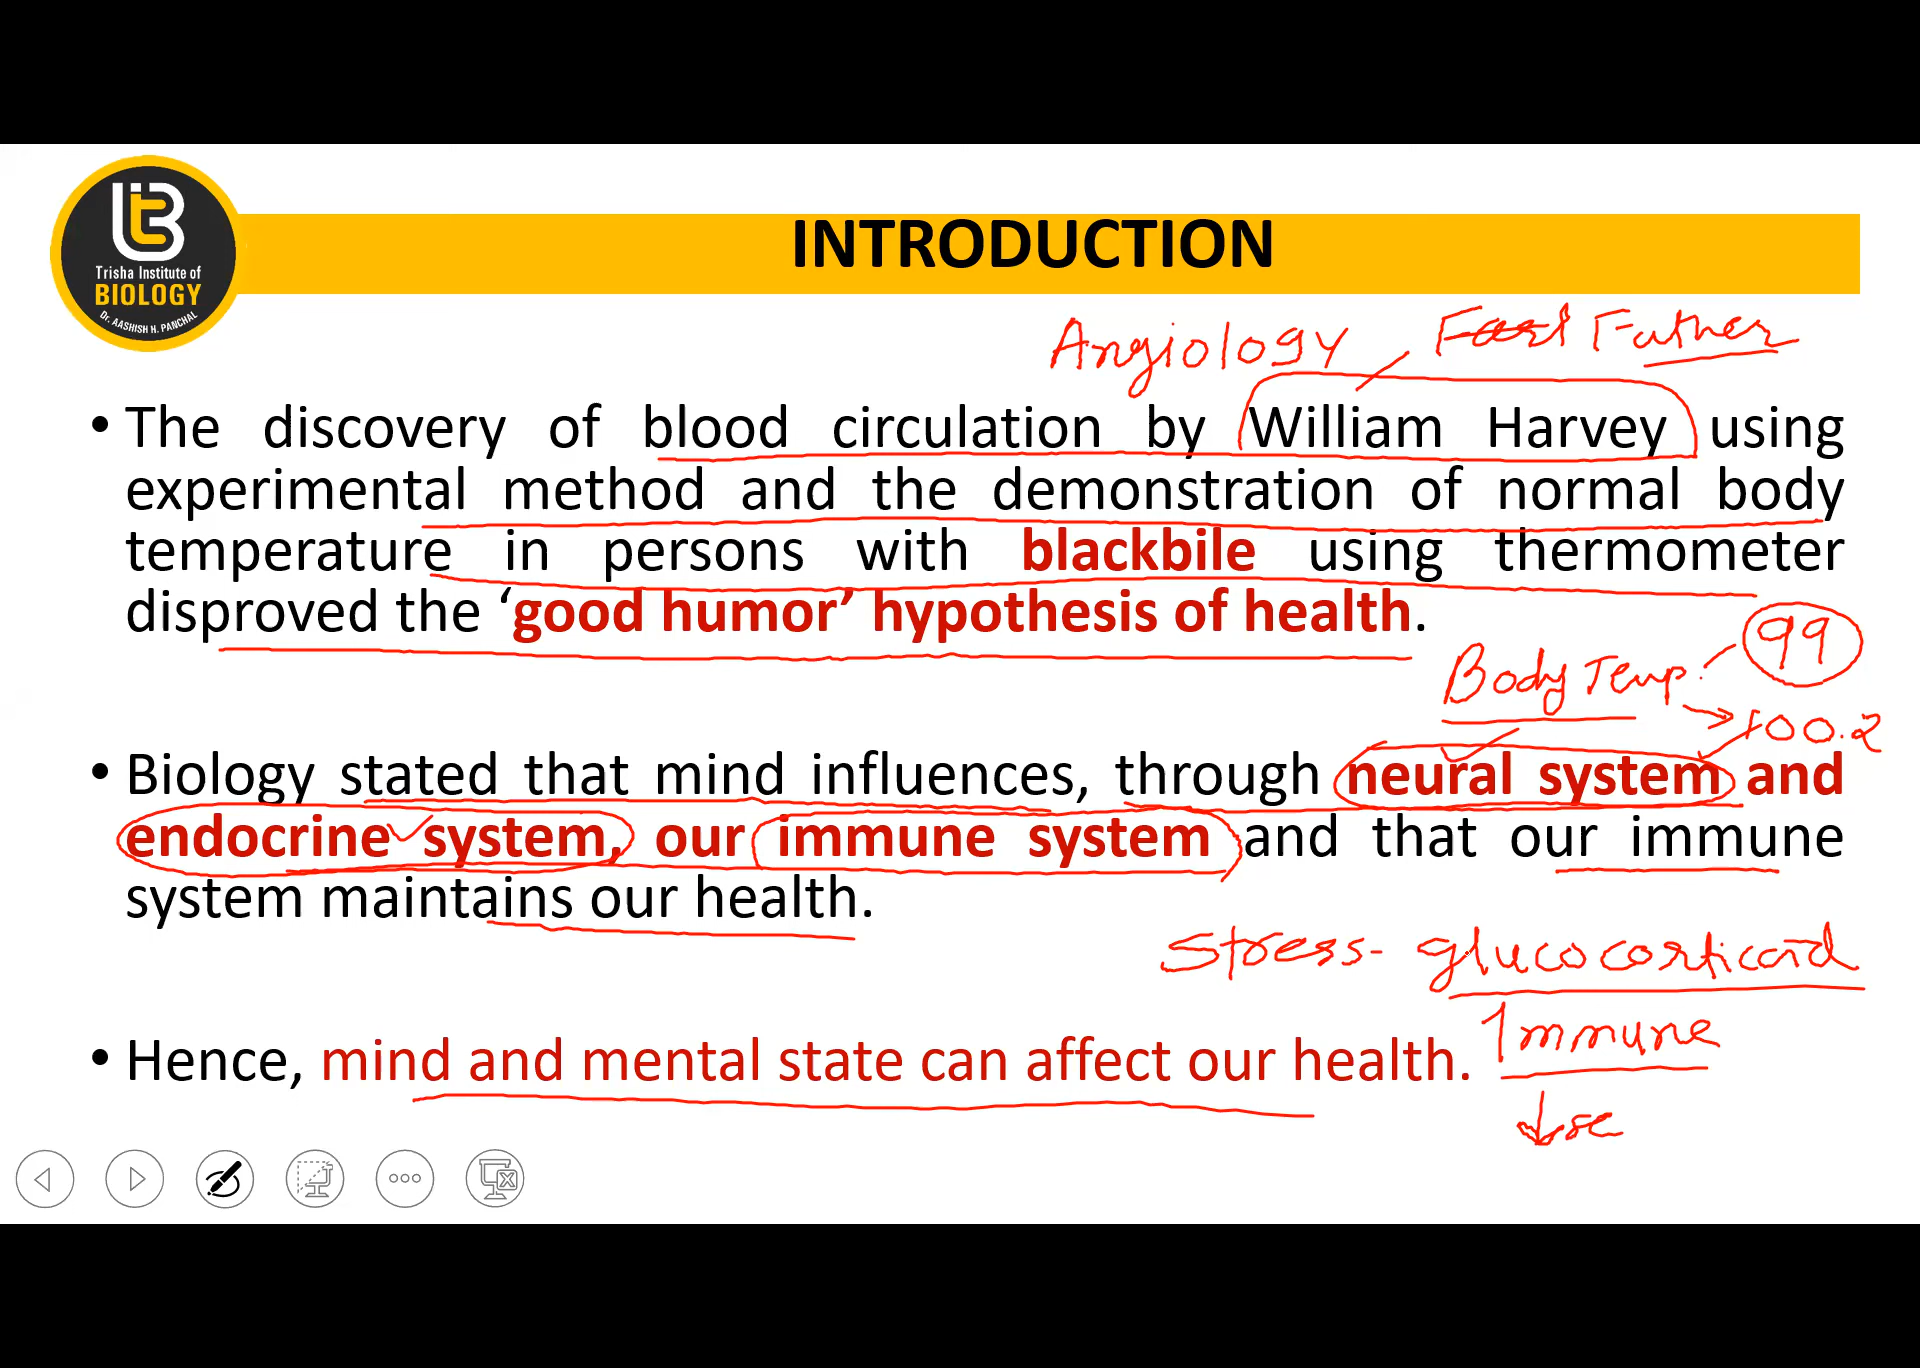 Trisha Institute of
BIOLOGY
Dr. AASHISH H. PANCHAL
INTRODUCTION
Angiology Father
• The discovery of blood circulation by William Harvey using
experimental method and the demonstration of normal body
temperature in persons with blackbile using thermometer
disproved the ‘good humor’ hypothesis of health.
99
Body Temp.
100.2
• Biology stated that mind influences, through neural system and
endocrine system, our immune system and that our immune
system maintains our health.
Stress - glucocorticoid
Immune
↓se
• Hence, mind and mental state can affect our health.